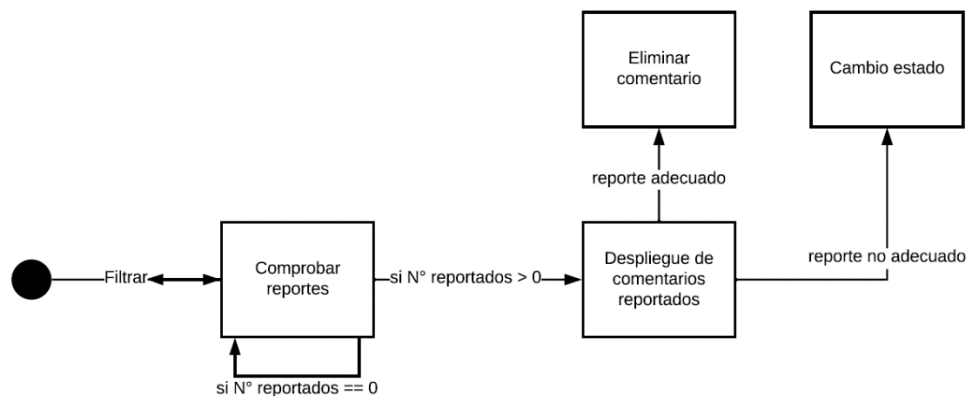 Eliminar
comentario
Cambio estado
reporte adecuado
Filtrar
Comprobar
reportes
si N° reportados > 0
Despliegue de
comentarios
reportados
reporte no adecuado
si N° reportados == 0